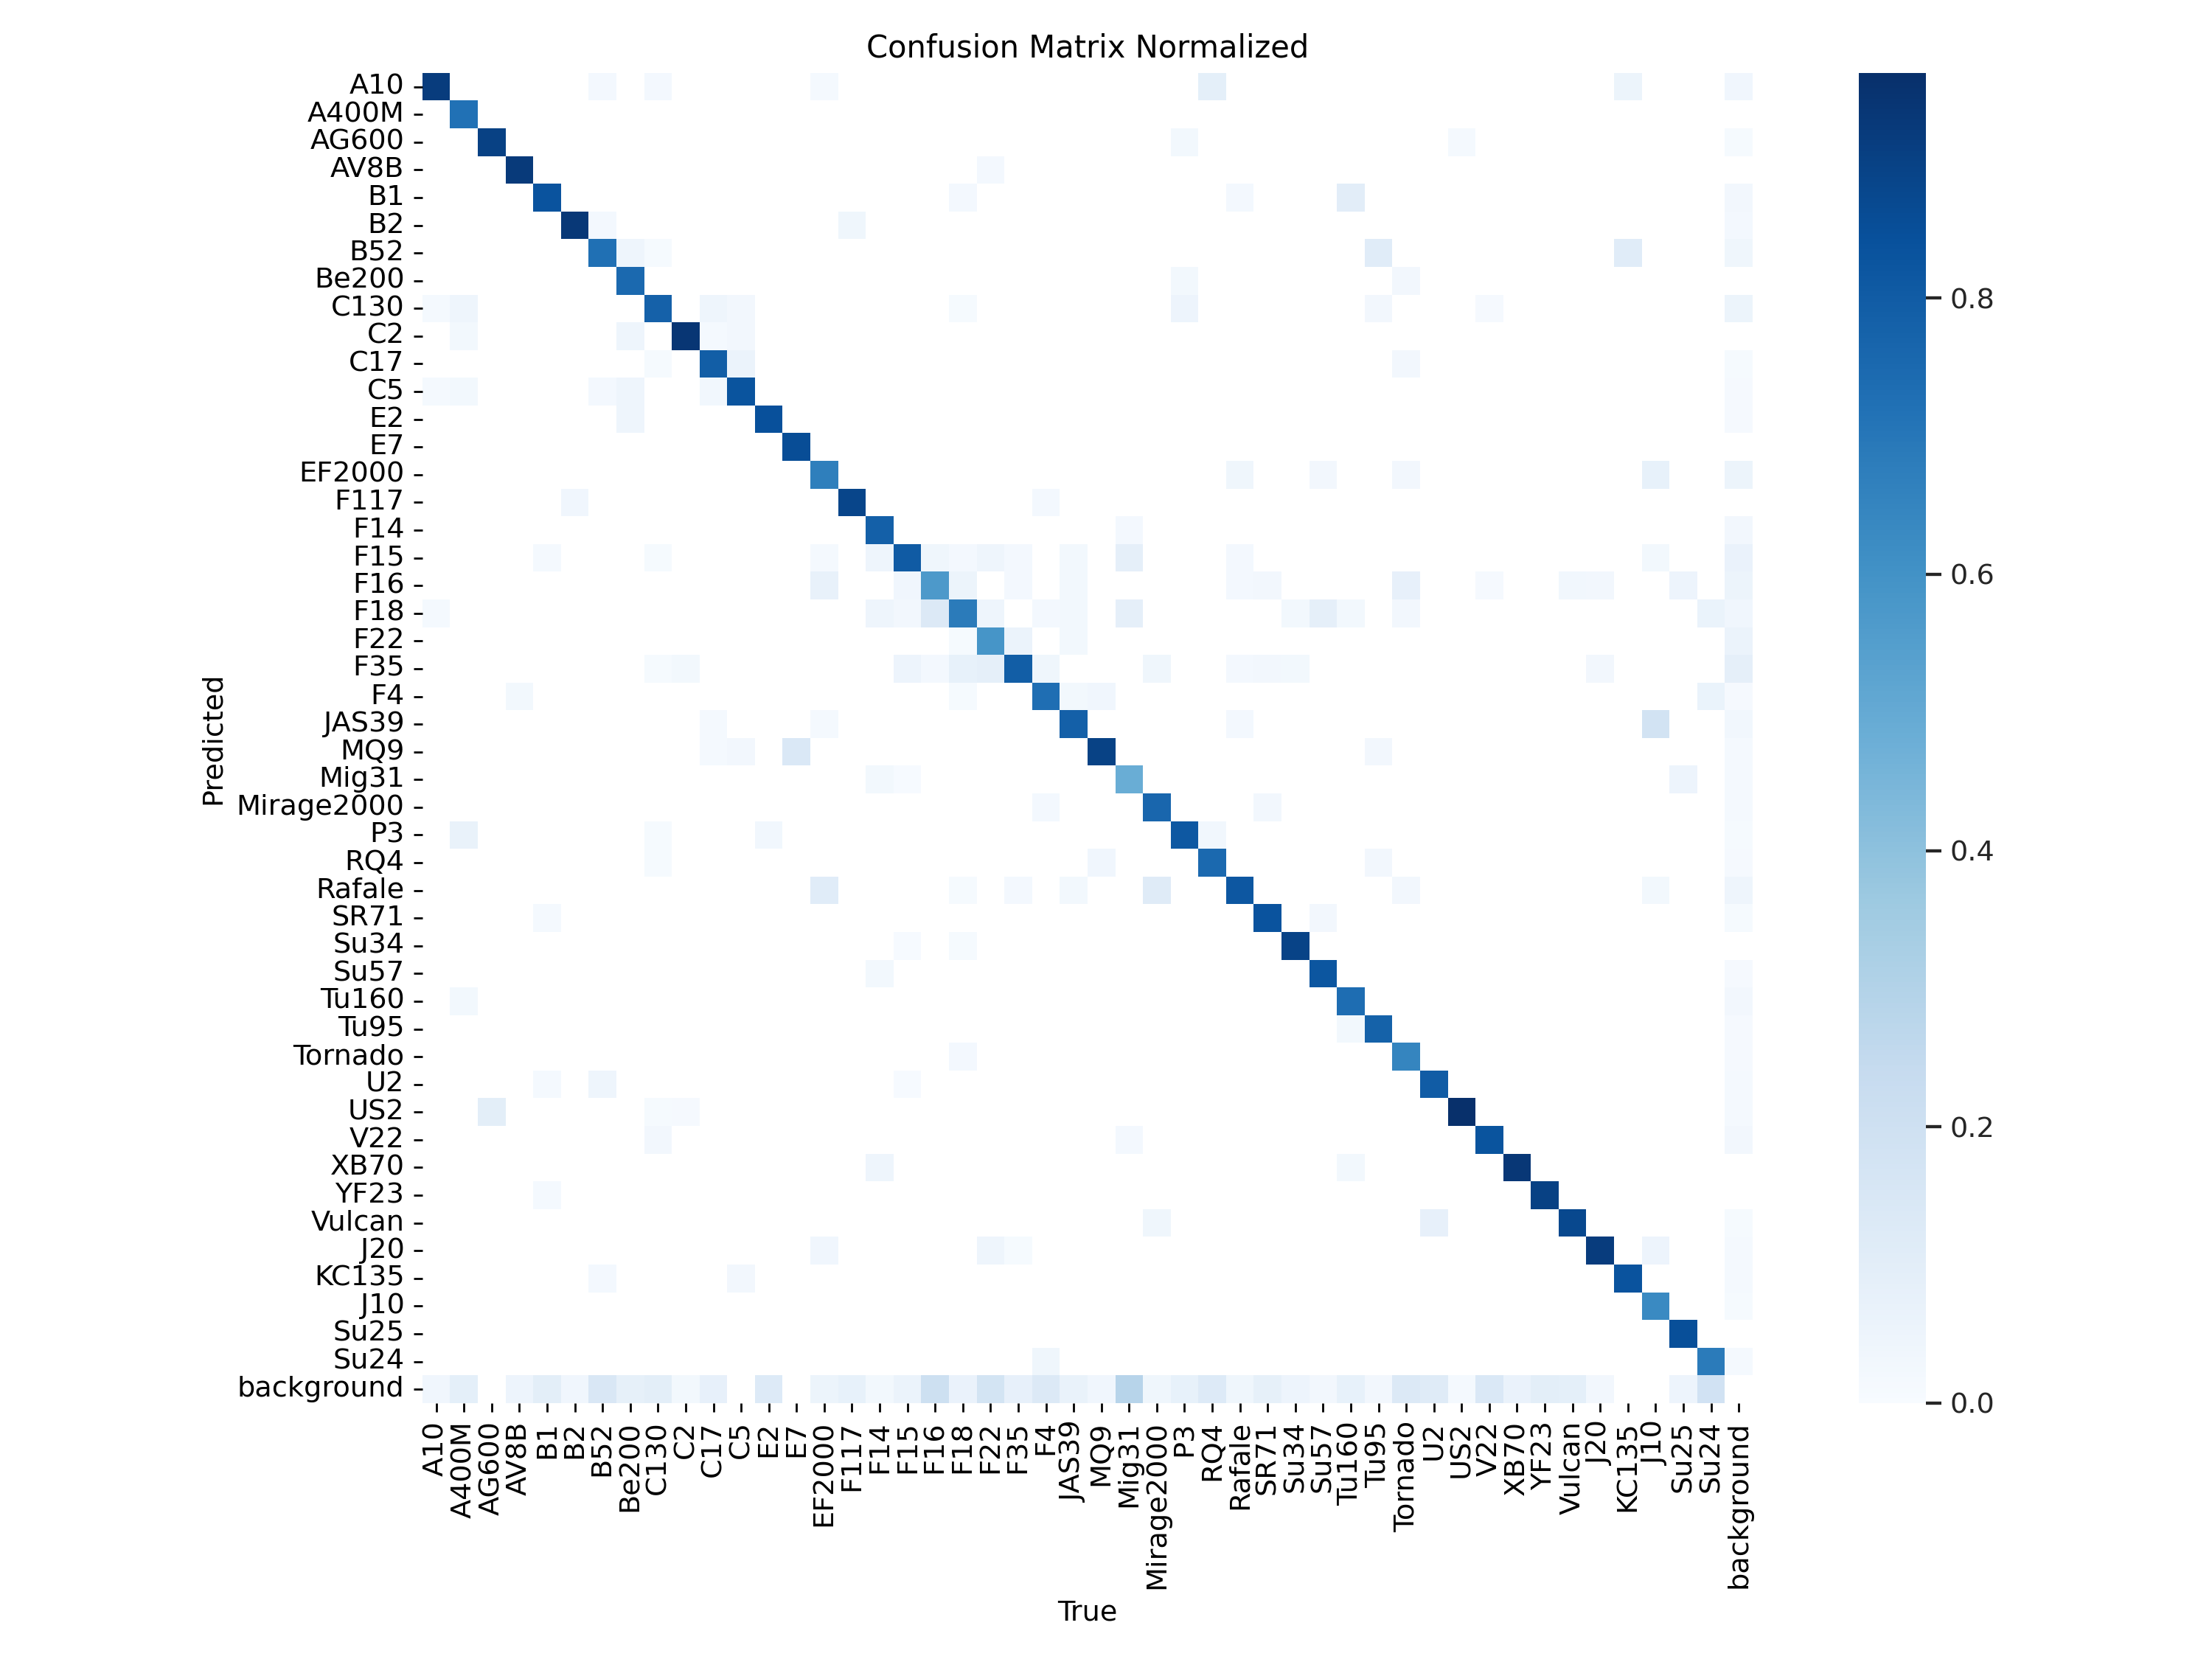 Confusion Matrix Normalized
A10
A400M
AG600
AV8B
B1
B2
B52
Be200
C130
C2
C17
C5
E2
E7
EF2000
F117
F14
F15
F16
F18
F22
F35
F4
JAS39
MQ9
Mig31
Mirage2000
P3
RQ4
Rafale
SR71
Su34
Su57
Tu160
Tu95
Tornado
U2
US2
V22
XB70
YF23
Vulcan
J20
KC135
J10
Su25
Su24
background
Predicted
A10
A400M
AG600
AV8B
B1
B2
B52
Be200
C130
C2
C17
C5
E2
E7
EF2000
F117
F14
F15
F16
F18
F22
F35
F4
JAS39
MQ9
Mig31
Mirage2000
P3
RQ4
Rafale
SR71
Su34
Su57
Tu160
Tu95
Tornado
U2
US2
V22
XB70
YF23
Vulcan
J20
KC135
J10
Su25
Su24
background
True
0.8
0.6
0.4
0.2
0.0